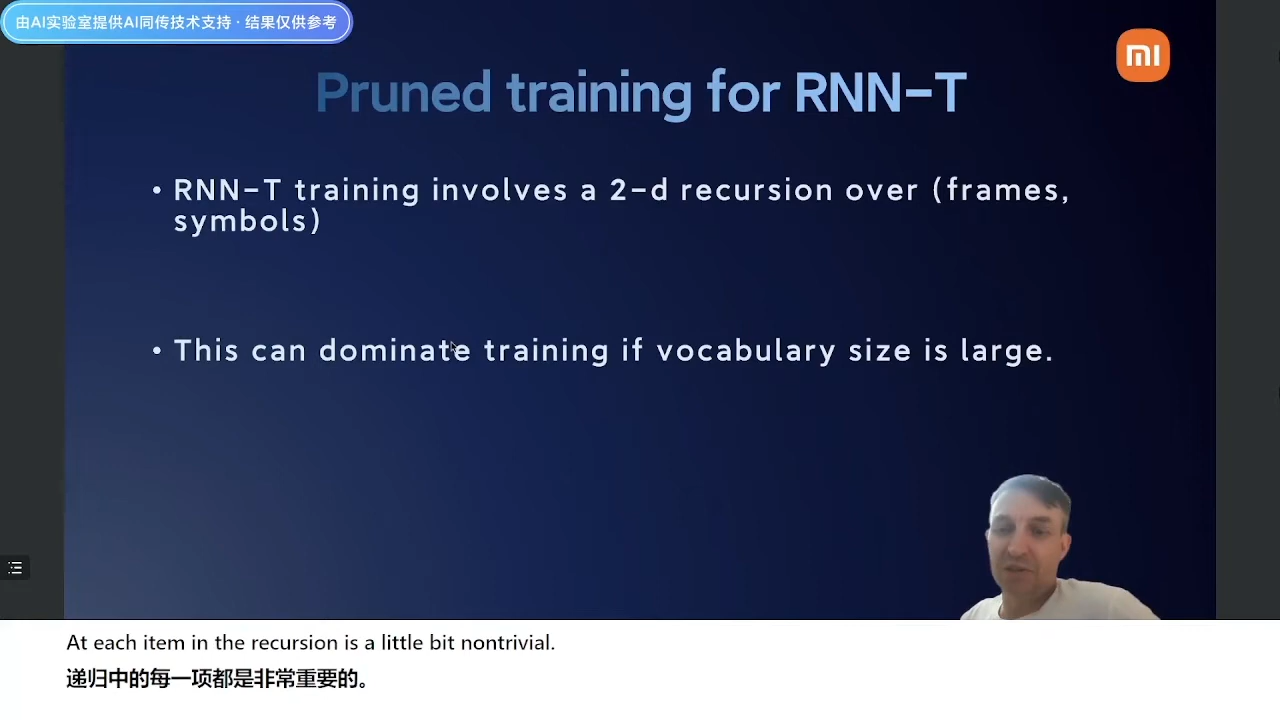 由AI实验室提供AI同传技术支持 · 结果仅供参考
mi
Pruned training for RNN-T
• RNN-T training involves a 2-d recursion over (frames,
symbols)
• This can dominate training if vocabulary size is large.
At each item in the recursion is a little bit nontrivial.
递归中的每一项都是非常重要的。